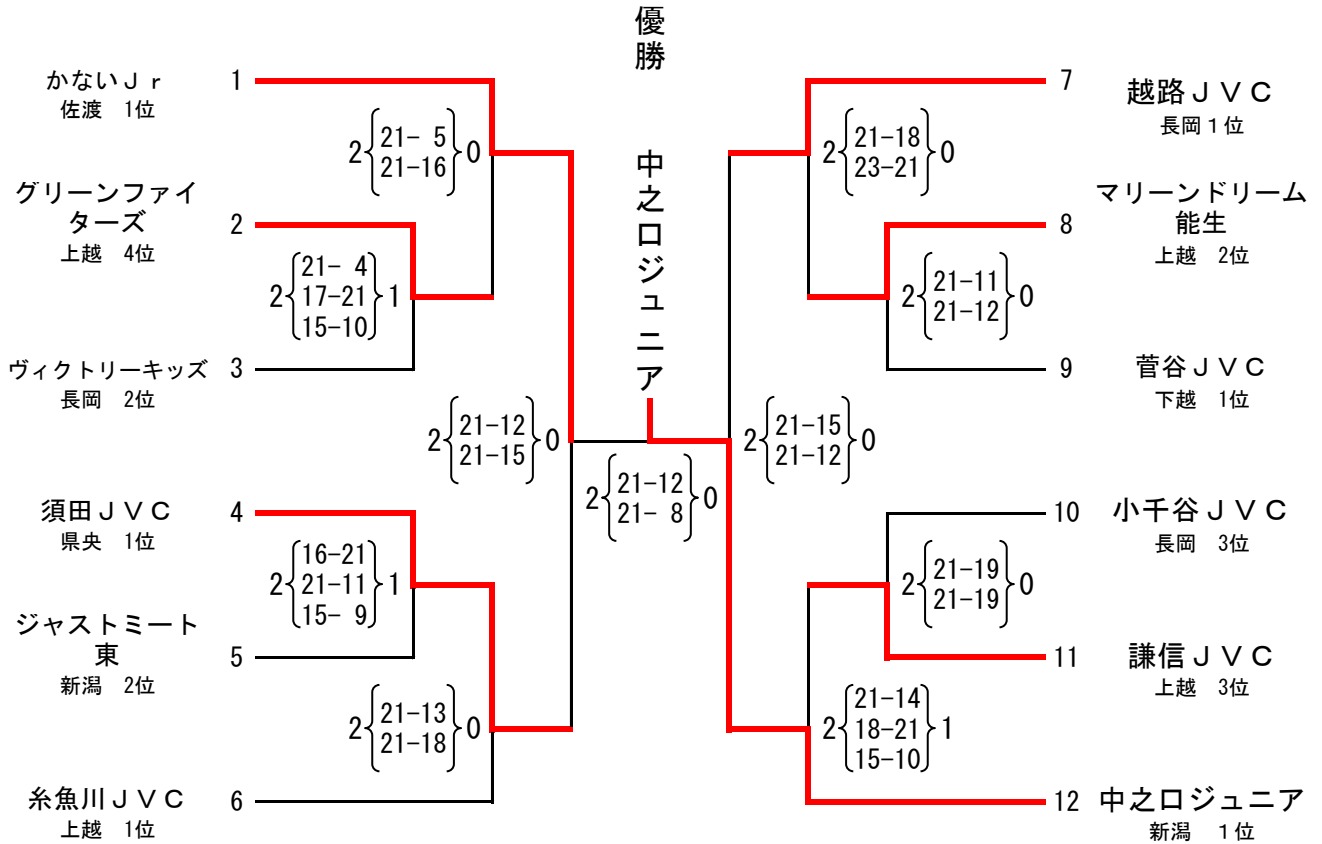 優勝
中之口ジュニア
かないＪｒ 1
佐渡 1位
2 21- 5 0
21-16
グリーンファイ
ターズ 2
上越 4位
21- 4
2 17-21 1
15-10
ヴィクトリーキッズ 3
長岡 2位
2 21-12 0
21-15
須田ＪＶＣ 4
県央 1位
16-21
2 21-11 1
15- 9
ジャストミート
東 5
新潟 2位
2 21-13 0
21-18
糸魚川ＪＶＣ 6
上越 1位
2 21-12 0
21- 8
7 越路ＪＶＣ
長岡１位
2 21-18 0
23-21
マリーンドリーム
8 能生
上越 2位
2 21-11 0
21-12
9 菅谷ＪＶＣ
下越 1位
2 21-15 0
21-12
10 小千谷ＪＶＣ
長岡 3位
2 21-19 0
21-19
11 謙信ＪＶＣ
上越 3位
21-14
2 18-21 1
15-10
12 中之口ジュニア
新潟 １位